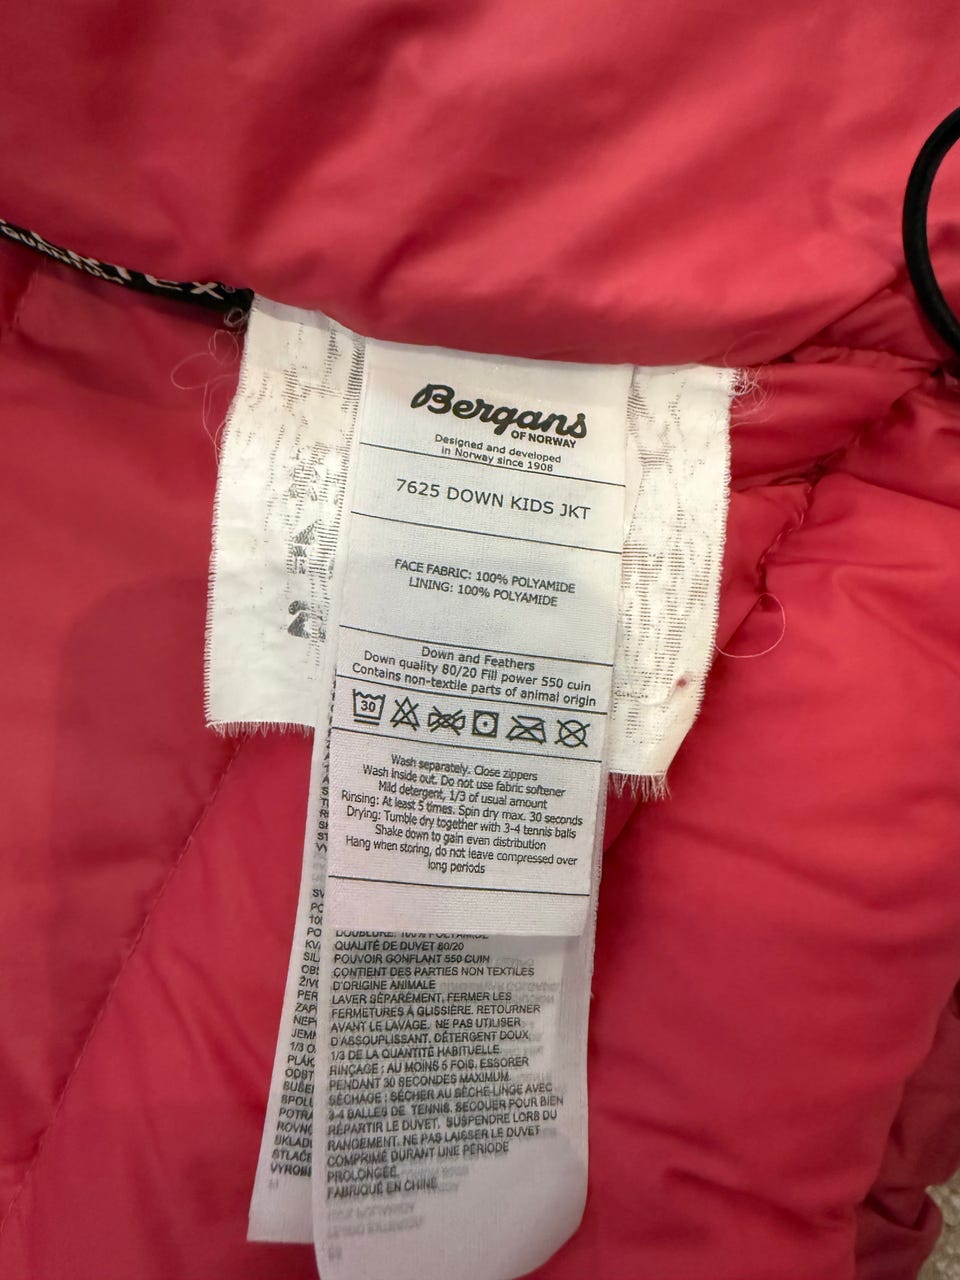 QUANTUM
Bergans
OF NORWAY
Designed and developed
in Norway since 1908
7625 DOWN KIDS JKT
FACE FABRIC: 100% POLYAMIDE
LINING: 100% POLYAMIDE
Down and Feathers
Down quality 80/20 Fill power 550 cuin
Contains non-textile parts of animal origin
30
Wash separately. Close zippers
Wash inside out. Do not use fabric softener
Mild detergent, 1/3 of usual amount
Rinsing: At least 5 times. Spin dry max. 30 seconds
Drying: Tumble dry together with 3-4 tennis balls
Shake down to gain even distribution
Hang when storing, do not leave compressed over
long periods
DOUBLURE: 100% POLYAMIDE
QUALITÉ DE DUVET 80/20
POUVOIR GONFLANT 550 CUIN
CONTIENT DES PARTIES NON TEXTILES
D'ORIGINE ANIMALE
LAVER SÉPARÉMENT, FERMER LES
FERMETURES À GLISSIÈRE. RETOURNER
AVANT LE LAVAGE. NE PAS UTILISER
D'ASSOUPLISSANT. DÉTERGENT DOUX,
1/3 DE LA QUANTITÉ HABITUELLE.
RINÇAGE : AU MOINS 5 FOIS. ESSORER
PENDANT 30 SECONDES MAXIMUM.
SÉCHAGE : SÉCHER AU SÈCHE-LINGE AVEC
3-4 BALLES DE TENNIS. SECOUER POUR BIEN
RÉPARTIR LE DUVET. SUSPENDRE LORS DU
RANGEMENT. NE PAS LAISSER LE DUVET
COMPRIMÉ DURANT UNE PÉRIODE
PROLONGÉE.
FABRIQUÉ EN CHINE